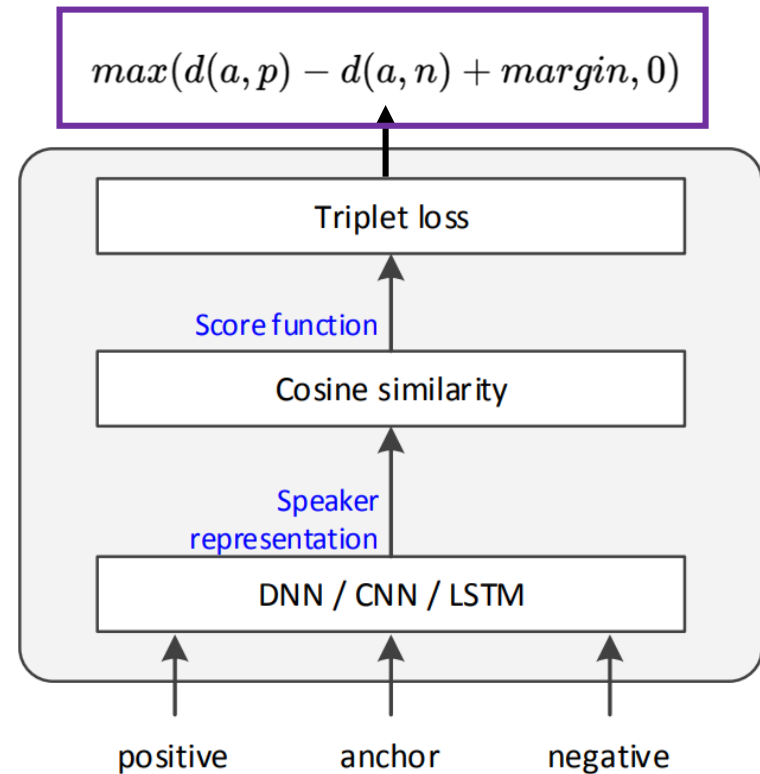 max(d(a, p) − d(a, n) + margin, 0)
Triplet loss
Score function
Cosine similarity
Speaker
representation
DNN / CNN / LSTM
positive anchor negative